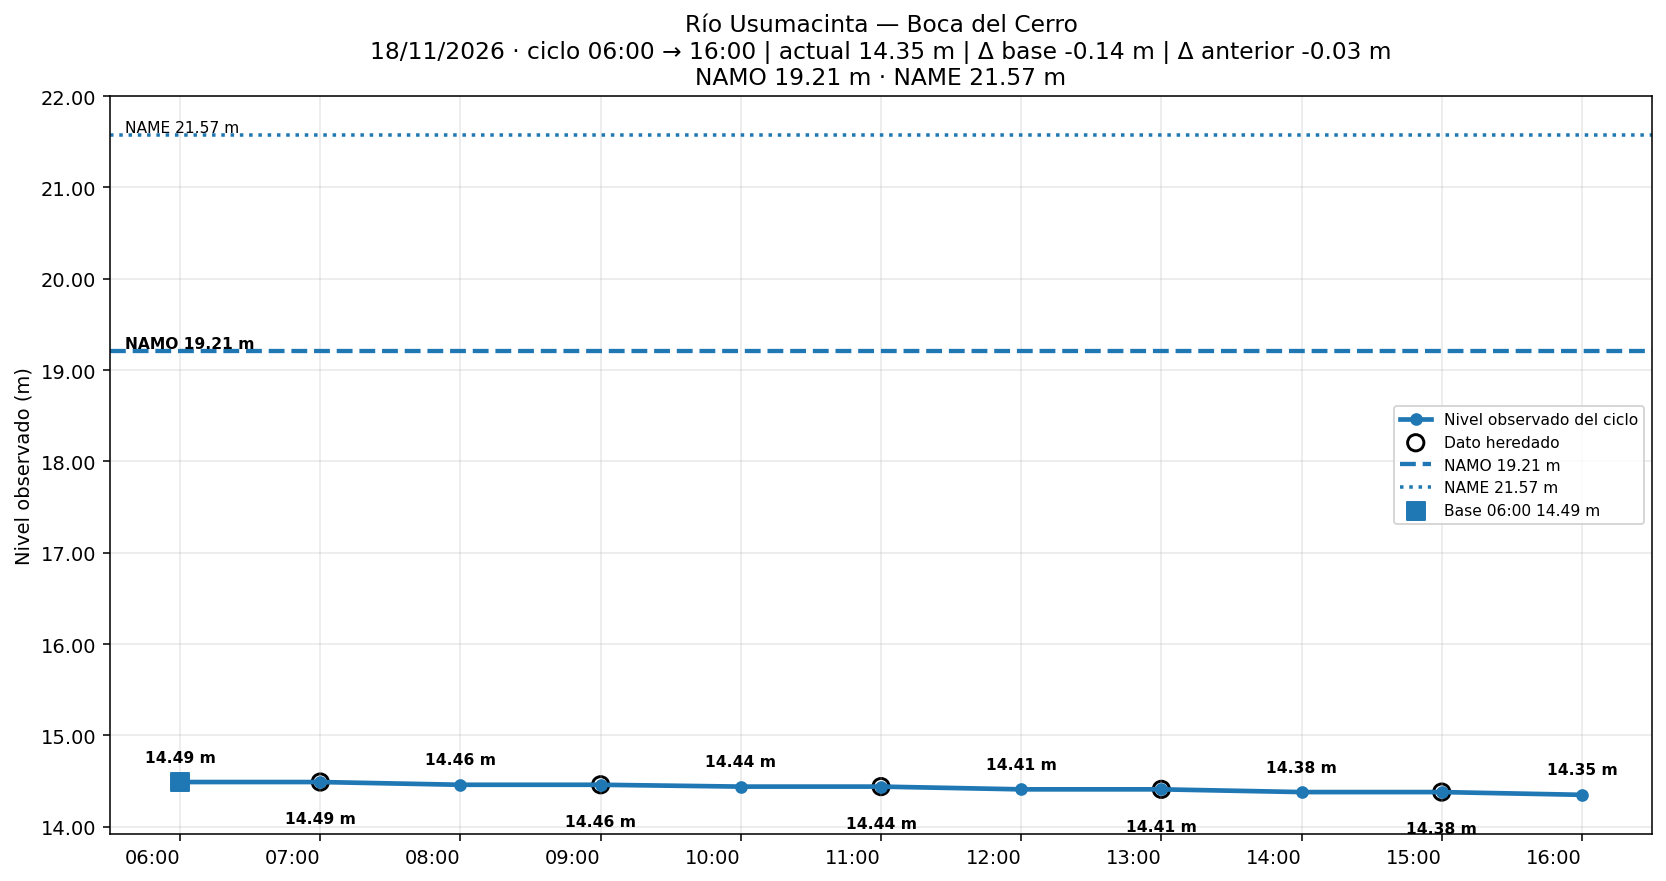 Río Usumacinta — Boca del Cerro
18/11/2026 · ciclo 06:00 → 16:00 | actual 14.35 m | Δ base -0.14 m | Δ anterior -0.03 m
NAMO 19.21 m · NAME 21.57 m
22.00
NAME 21.57 m
21.00
20.00
NAMO 19.21 m
19.00
Nivel observado (m)
Nivel observado del ciclo
Dato heredado
NAMO 19.21 m
NAME 21.57 m
Base 06:00 14.49 m
18.00
17.00
16.00
15.00
14.49 m 14.46 m 14.44 m 14.41 m 14.38 m 14.35 m
14.49 m 14.46 m 14.44 m 14.41 m 14.38 m
14.00
06:00 07:00 08:00 09:00 10:00 11:00 12:00 13:00 14:00 15:00 16:00